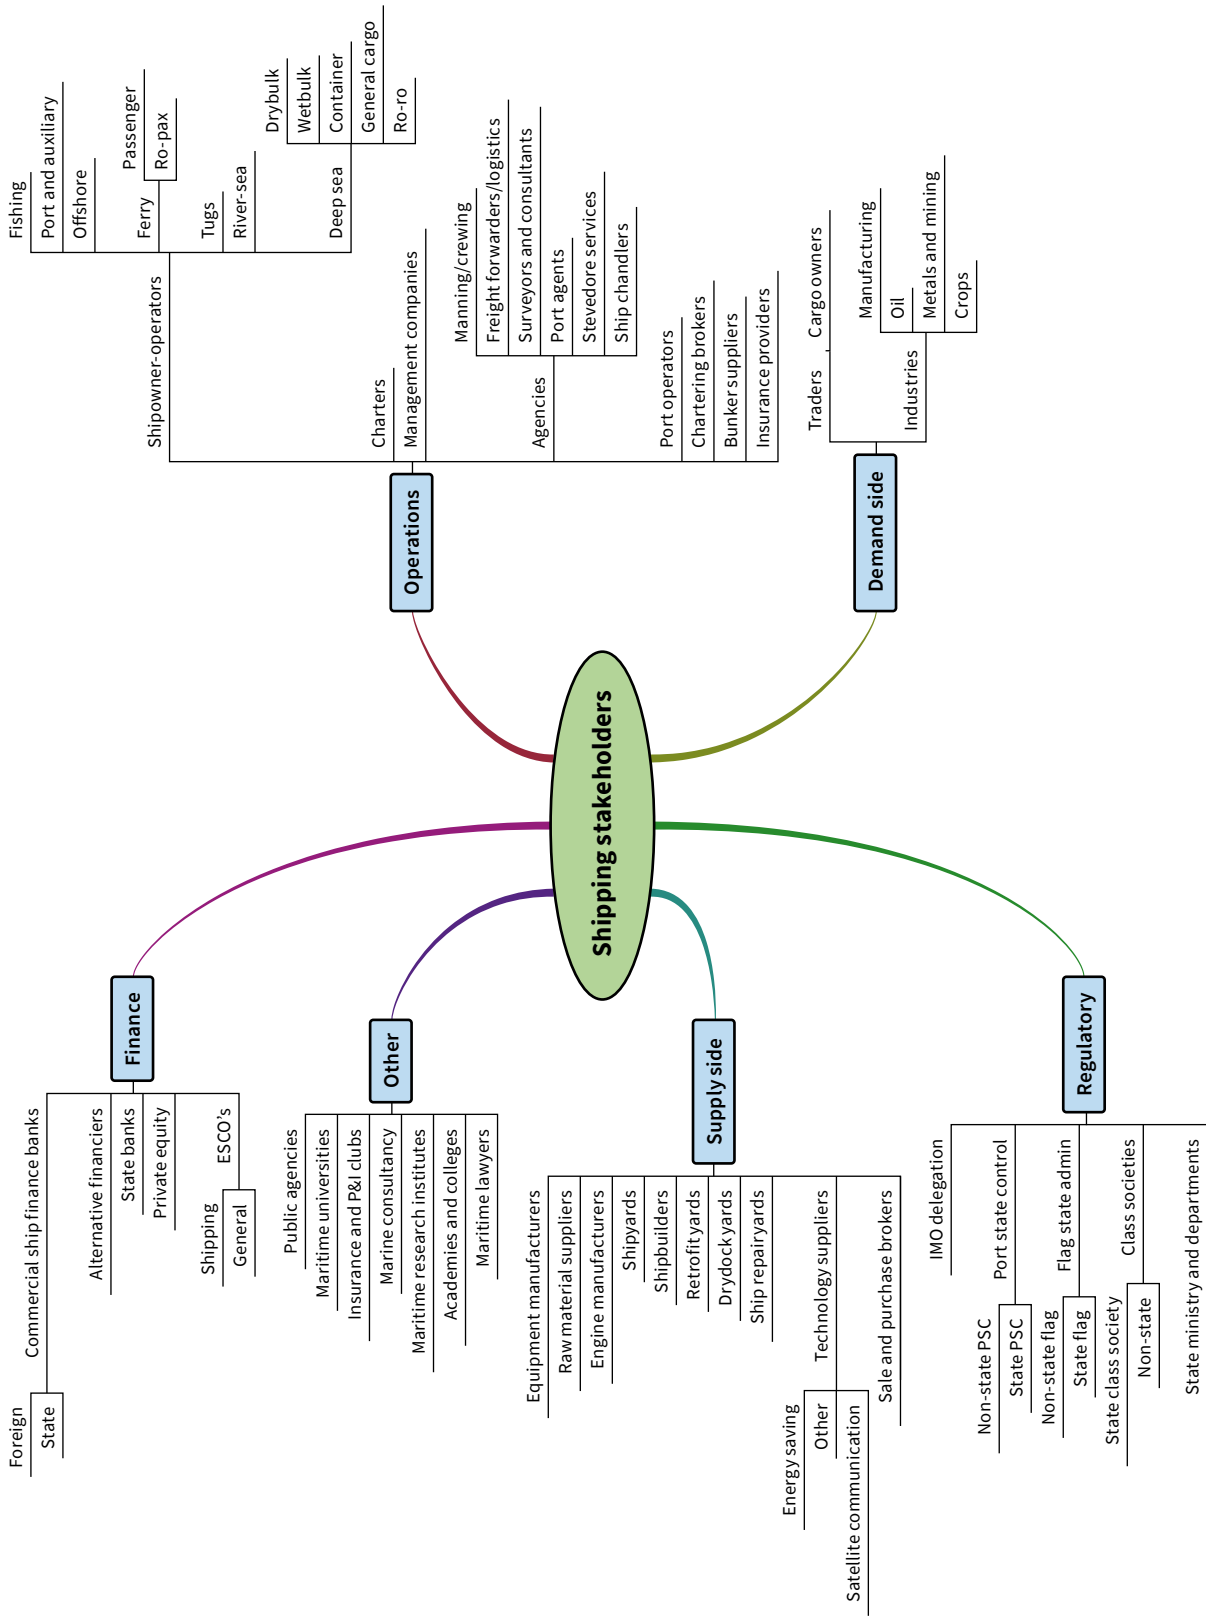 Shipping stakeholders
Finance
Commercial ship finance banks
Foreign
State
Alternative financiers
State banks
Private equity
ESCO's
Shipping
General
Other
Public agencies
Maritime universities
Insurance and P&I clubs
Marine consultancy
Maritime research institutes
Academies and colleges
Maritime lawyers
Supply side
Equipment manufacturers
Raw material suppliers
Engine manufacturers
Shipyards
Shipbuilders
Retrofit yards
Drydock yards
Ship repair yards
Technology suppliers
Energy saving
Other
Satellite communication
Sale and purchase brokers
Regulatory
IMO delegation
Port state control
Non-state PSC
State PSC
Flag state admin
Non-state flag
State flag
Class societies
State class society
Non-state
State ministry and departments
Operations
Shipowner-operators
Fishing
Port and auxiliary
Offshore
Ferry
Passenger
Ro-pax
Tugs
River-sea
Deep sea
Drybulk
Wetbulk
Container
General cargo
Ro-ro
Charters
Management companies
Agencies
Manning/crewing
Freight forwarders/logistics
Surveyors and consultants
Port agents
Stevedore services
Ship chandlers
Port operators
Chartering brokers
Bunker suppliers
Insurance providers
Demand side
Traders
Cargo owners
Industries
Manufacturing
Oil
Metals and mining
Crops